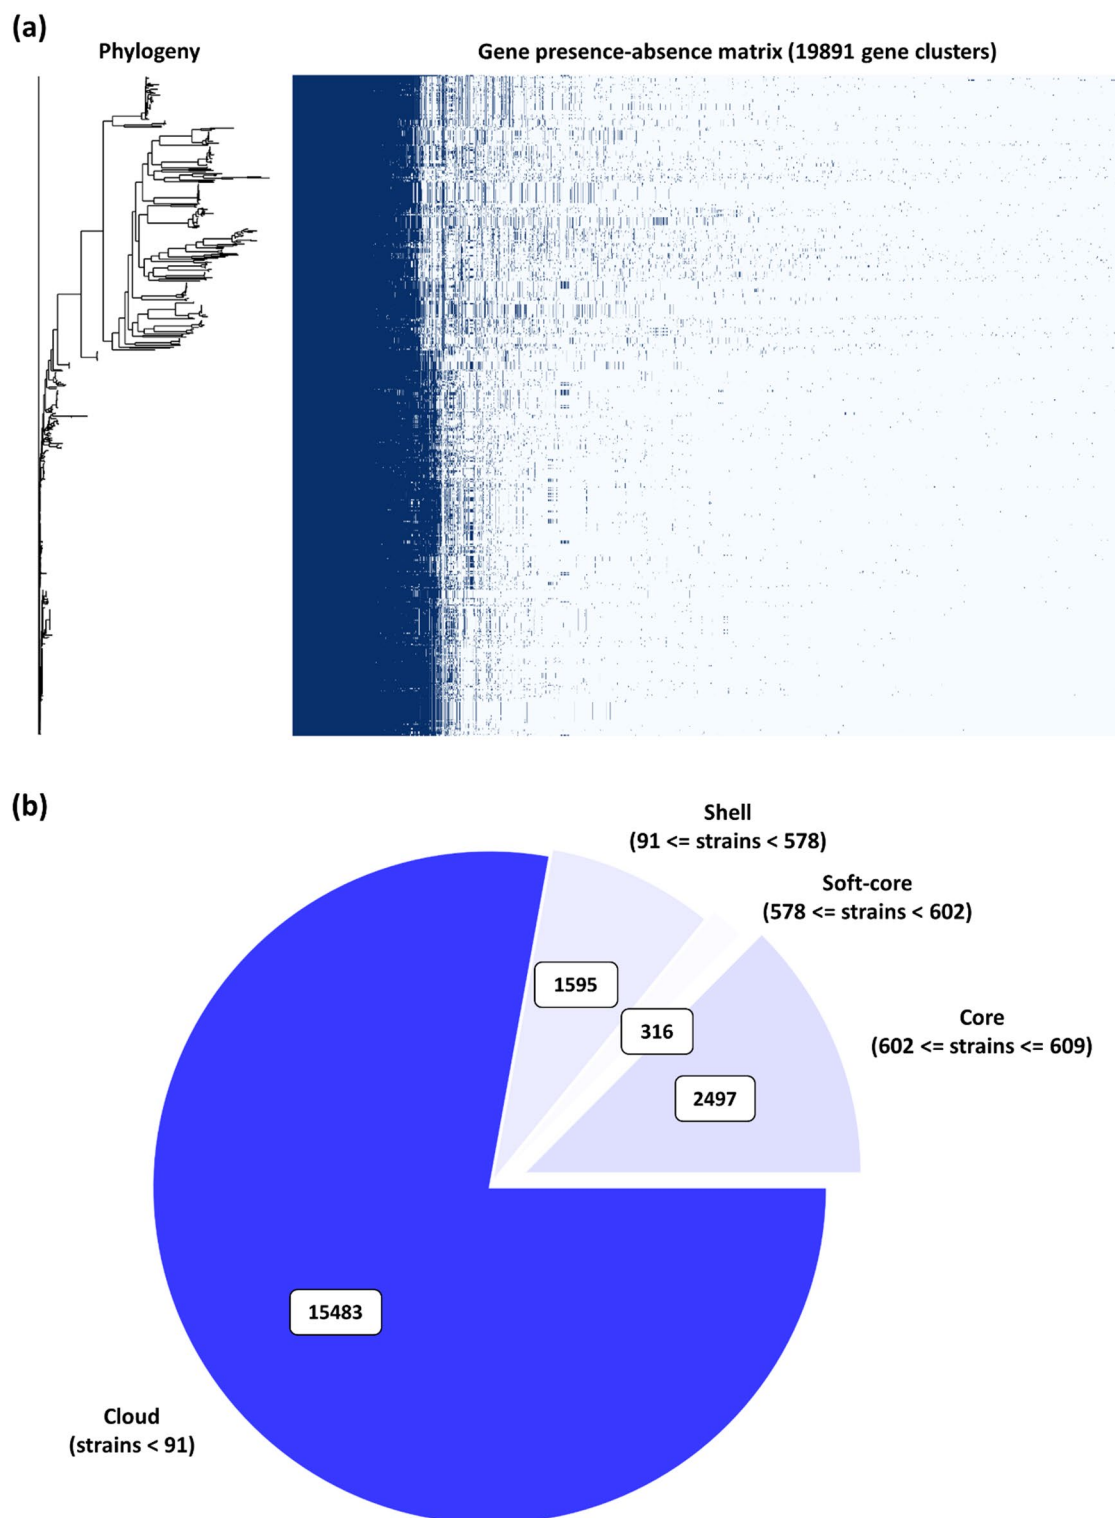 (a)
Phylogeny
Gene presence-absence matrix (19891 gene clusters)
(b)
Shell
(91 <= strains < 578)
Soft-core
(578 <= strains < 602)
Core
(602 <= strains <= 609)
1595
316
2497
15483
Cloud
(strains < 91)